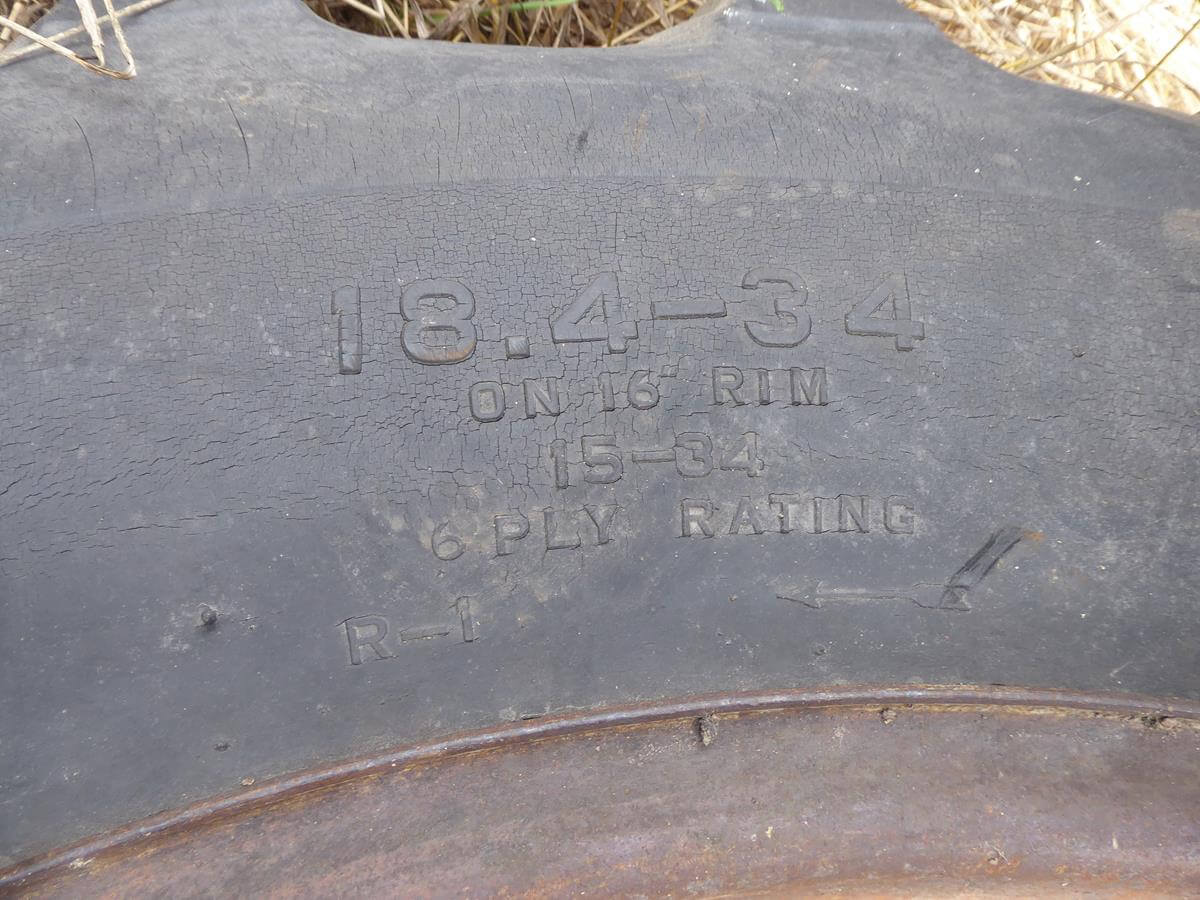 18.4-34
ON 16" RIM
15-34
6 PLY RATING
R-1